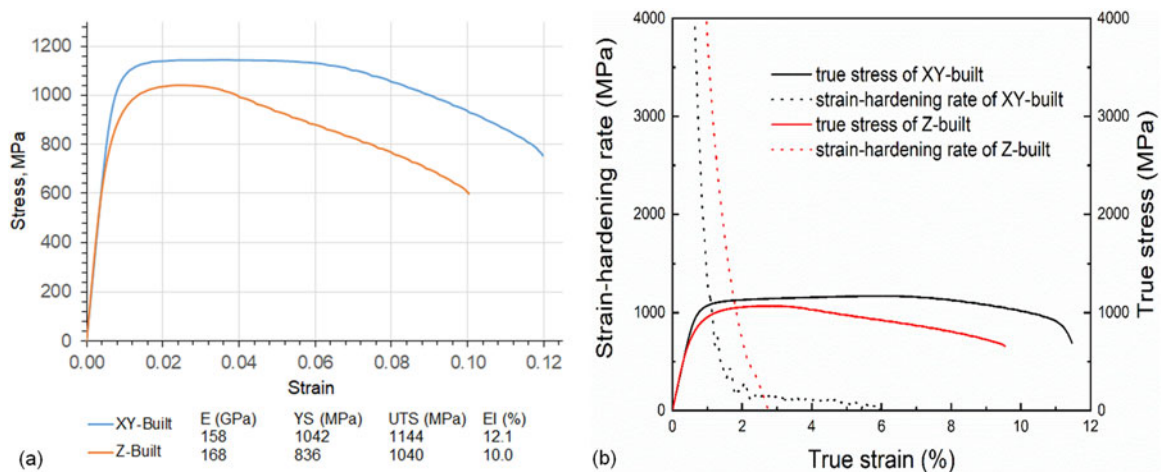 1200
1000
800
600
400
200
0
Stress, MPa
0.00 0.02 0.04 0.06 0.08 0.10 0.12
Strain
E (GPa) YS (MPa) UTS (MPa) El (%)
XY-Built 158 1042 1144 12.1
Z-Built 168 836 1040 10.0
(a)
4000
3000
2000
1000
0
Strain-hardening rate (MPa)
true stress of XY-built
strain-hardening rate of XY-built
true stress of Z-built
strain-hardening rate of Z-built
4000
3000
2000
1000
0
True stress (MPa)
0 2 4 6 8 10 12
True strain (%)
(b)